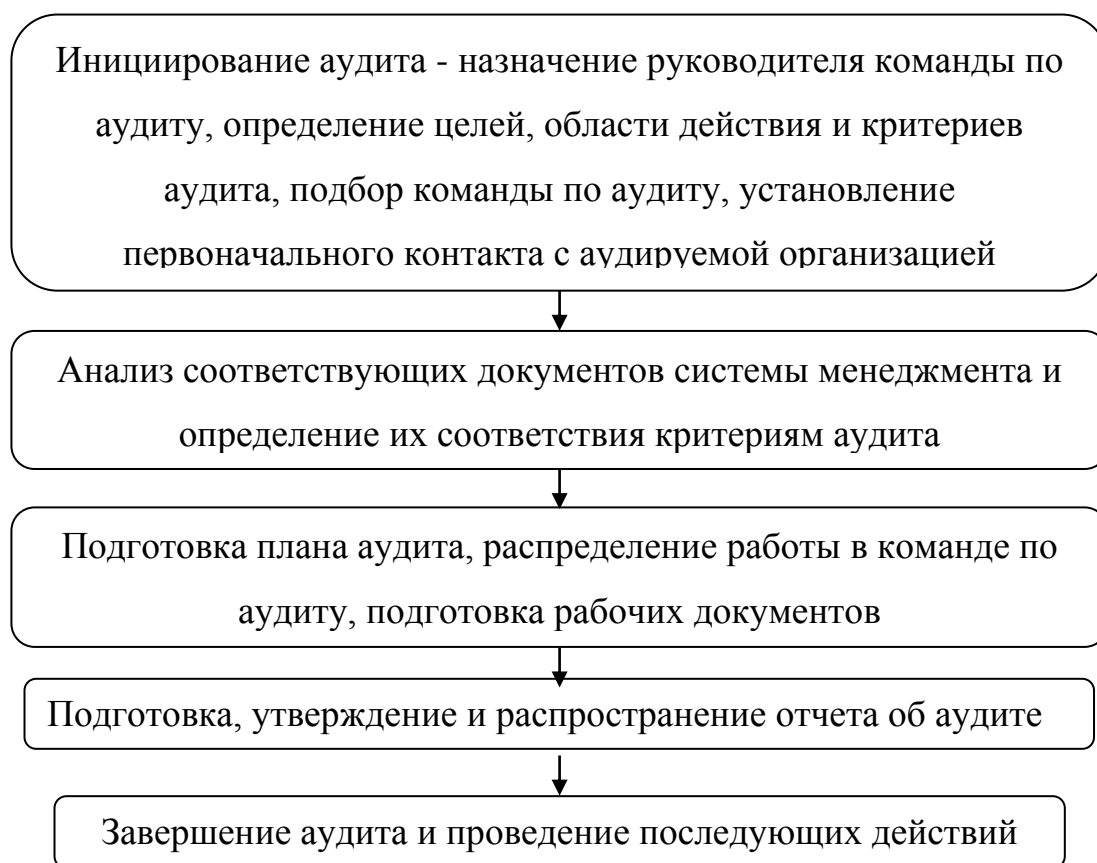 Инициирование аудита - назначение руководителя команды по
аудиту, определение целей, области действия и критериев
аудита, подбор команды по аудиту, установление
первоначального контакта с аудируемой организацией
Анализ соответствующих документов системы менеджмента и
определение их соответствия критериям аудита
Подготовка плана аудита, распределение работы в команде по
аудиту, подготовка рабочих документов
Подготовка, утверждение и распространение отчета об аудите
Завершение аудита и проведение последующих действий